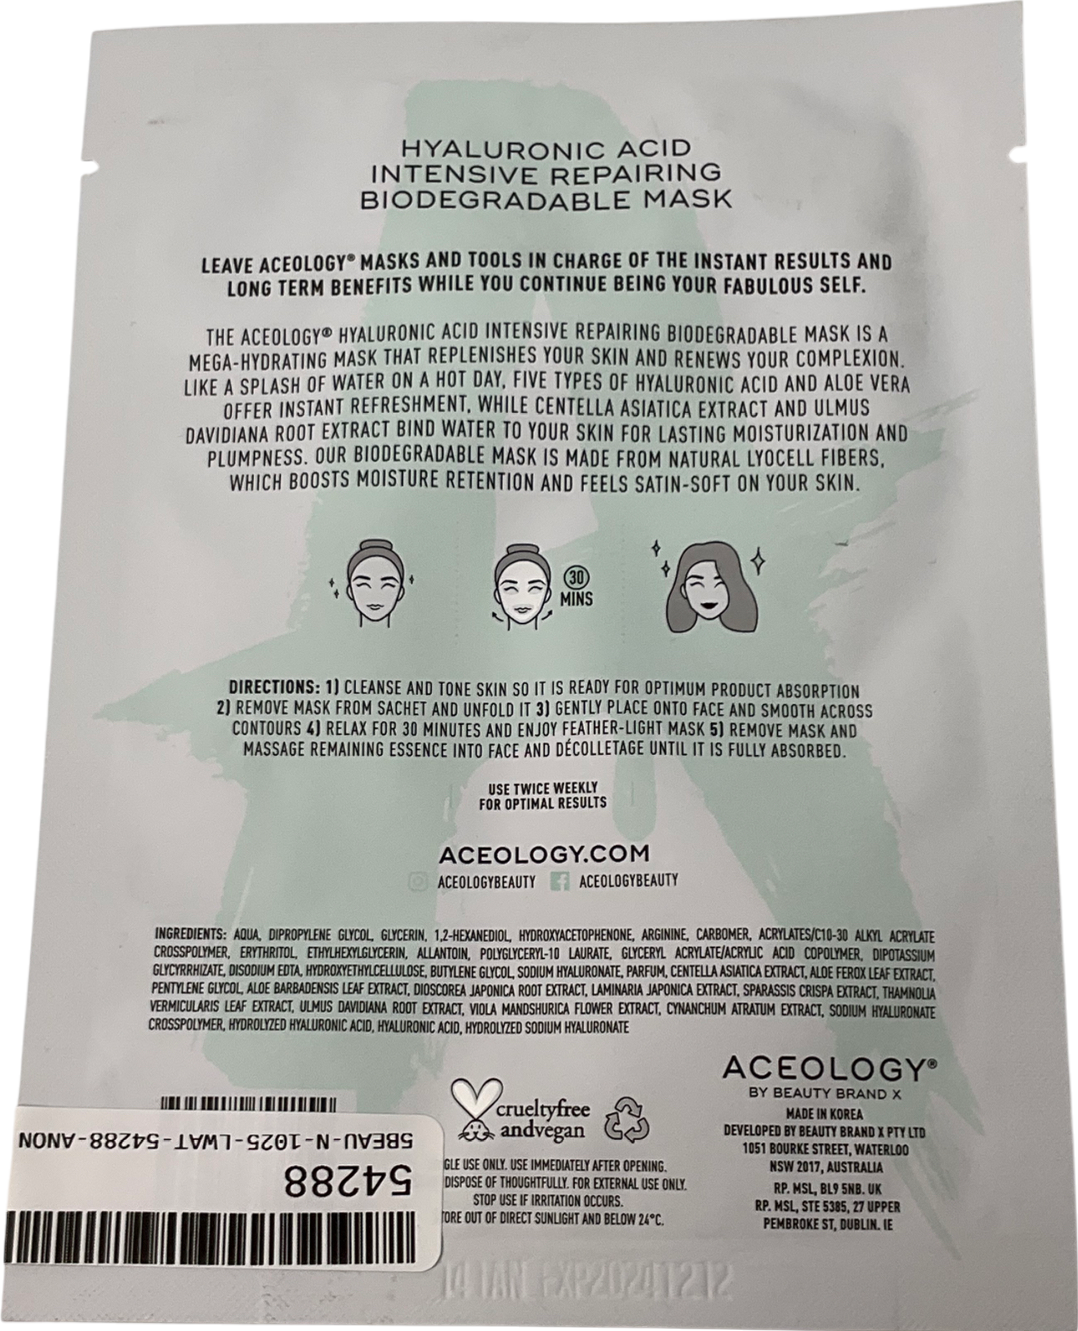 HYALURONIC ACID
INTENSIVE REPAIRING
BIODEGRADABLE MASK
LEAVE ACEOLOGY® MASKS AND TOOLS IN CHARGE OF THE INSTANT RESULTS AND
LONG TERM BENEFITS WHILE YOU CONTINUE BEING YOUR FABULOUS SELF.
THE ACEOLOGY® HYALURONIC ACID INTENSIVE REPAIRING BIODEGRADABLE MASK IS A
MEGA-HYDRATING MASK THAT REPLENISHES YOUR SKIN AND RENEWS YOUR COMPLEXION.
LIKE A SPLASH OF WATER ON A HOT DAY, FIVE TYPES OF HYALURONIC ACID AND ALOE VERA
OFFER INSTANT REFRESHMENT, WHILE CENTELLA ASIATICA EXTRACT AND ULMUS
DAVIDIANA ROOT EXTRACT BIND WATER TO YOUR SKIN FOR LASTING MOISTURIZATION AND
PLUMPNESS. OUR BIODEGRADABLE MASK IS MADE FROM NATURAL LYOCELL FIBERS,
WHICH BOOSTS MOISTURE RETENTION AND FEELS SATIN-SOFT ON YOUR SKIN.
30
MINS
DIRECTIONS: 1) CLEANSE AND TONE SKIN SO IT IS READY FOR OPTIMUM PRODUCT ABSORPTION
2) REMOVE MASK FROM SACHET AND UNFOLD IT 3) GENTLY PLACE ONTO FACE AND SMOOTH ACROSS
CONTOURS 4) RELAX FOR 30 MINUTES AND ENJOY FEATHER-LIGHT MASK 5) REMOVE MASK AND
MASSAGE REMAINING ESSENCE INTO FACE AND DÉCOLLETAGE UNTIL IT IS FULLY ABSORBED.
USE TWICE WEEKLY
FOR OPTIMAL RESULTS
ACEOLOGY.COM
ACEOLOGYBEAUTY ACEOLOGYBEAUTY
INGREDIENTS: AQUA, DIPROPYLENE GLYCOL, GLYCERIN, 1,2-HEXANEDIOL, HYDROXYACETOPHENONE, ARGININE, CARBOMER, ACRYLATES/C10-30 ALKYL ACRYLATE
CROSSPOLYMER, ERYTHRITOL, ETHYLHEXYLGLYCERIN, ALLANTOIN, POLYGLYCERYL-10 LAURATE, GLYCERYL ACRYLATE/ACRYLIC ACID COPOLYMER, DIPOTASSIUM
GLYCYRRHIZATE, DISODIUM EDTA, HYDROXYETHYLCELLULOSE, BUTYLENE GLYCOL, SODIUM HYALURONATE, PARFUM, CENTELLA ASIATICA EXTRACT, ALOE FEROX LEAF EXTRACT,
PENTYLENE GLYCOL, ALOE BARBADENSIS LEAF EXTRACT, DIOSCOREA JAPONICA ROOT EXTRACT, LAMINARIA JAPONICA EXTRACT, SPARASSIS CRISPA EXTRACT, THAMNOLIA
VERMICULARIS LEAF EXTRACT, ULMUS DAVIDIANA ROOT EXTRACT, VIOLA MANDSHURICA FLOWER EXTRACT, CYNANCHUM ATRATUM EXTRACT, SODIUM HYALURONATE
CROSSPOLYMER, HYDROLYZED HYALURONIC ACID, HYALURONIC ACID, HYDROLYZED SODIUM HYALURONATE
crueltyfree
andvegan
GLE USE ONLY. USE IMMEDIATELY AFTER OPENING.
DISPOSE OF THOUGHTFULLY. FOR EXTERNAL USE ONLY.
STOP USE IF IRRITATION OCCURS.
ORE OUT OF DIRECT SUNLIGHT AND BELOW 24°C.
ACEOLOGY®
BY BEAUTY BRAND X
MADE IN KOREA
DEVELOPED BY BEAUTY BRAND X PTY LTD
1051 BOURKE STREET, WATERLOO
NSW 2017, AUSTRALIA
RP. MSL, BL9 5NB. UK
RP. MSL, STE 5385, 27 UPPER
PEMBROKE ST, DUBLIN. IE
5BEAU-N-1025-LWAT-54288-ANON
54288
EXP20241212